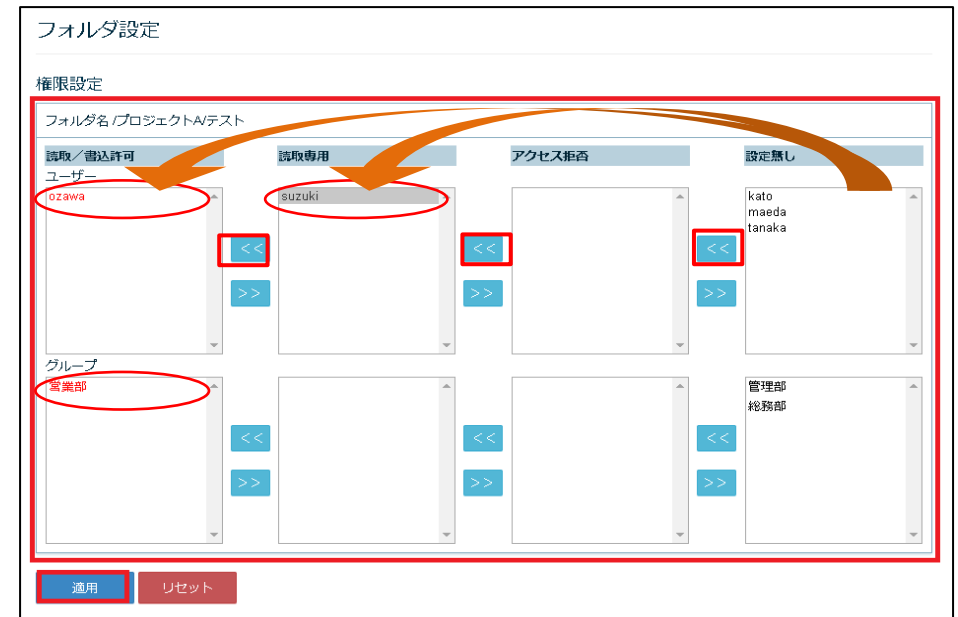 フォルダ設定
権限設定
フォルダ名 /プロジェクトA/テスト
読取／書込許可 読取専用 アクセス拒否 設定無し
ユーザー
ozawa suzuki kato
maeda
tanaka
<< << <<
>> >> >>
グループ
営業部 管理部
総務部
<< << <<
>> >> >>
適用 リセット